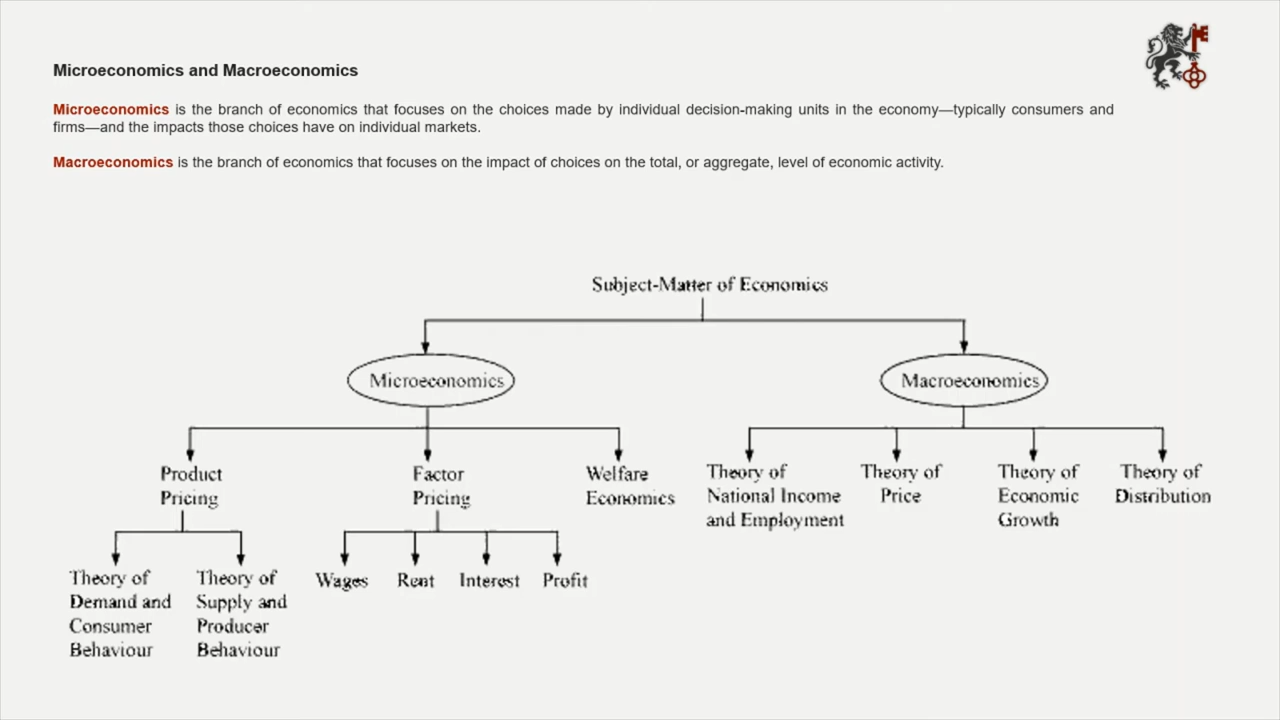 Microeconomics and Macroeconomics
Microeconomics is the branch of economics that focuses on the choices made by individual decision-making units in the economy—typically consumers and
firms—and the impacts those choices have on individual markets.
Macroeconomics is the branch of economics that focuses on the impact of choices on the total, or aggregate, level of economic activity.
Subject-Matter of Economics
Microeconomics
Macroeconomics
Product
Pricing
Factor
Pricing
Welfare
Economics
Theory of
National Income
and Employment
Theory of
Price
Theory of
Economic
Growth
Theory of
Distribution
Theory of
Demand and
Consumer
Behaviour
Theory of
Supply and
Producer
Behaviour
Wages
Rent
Interest
Profit